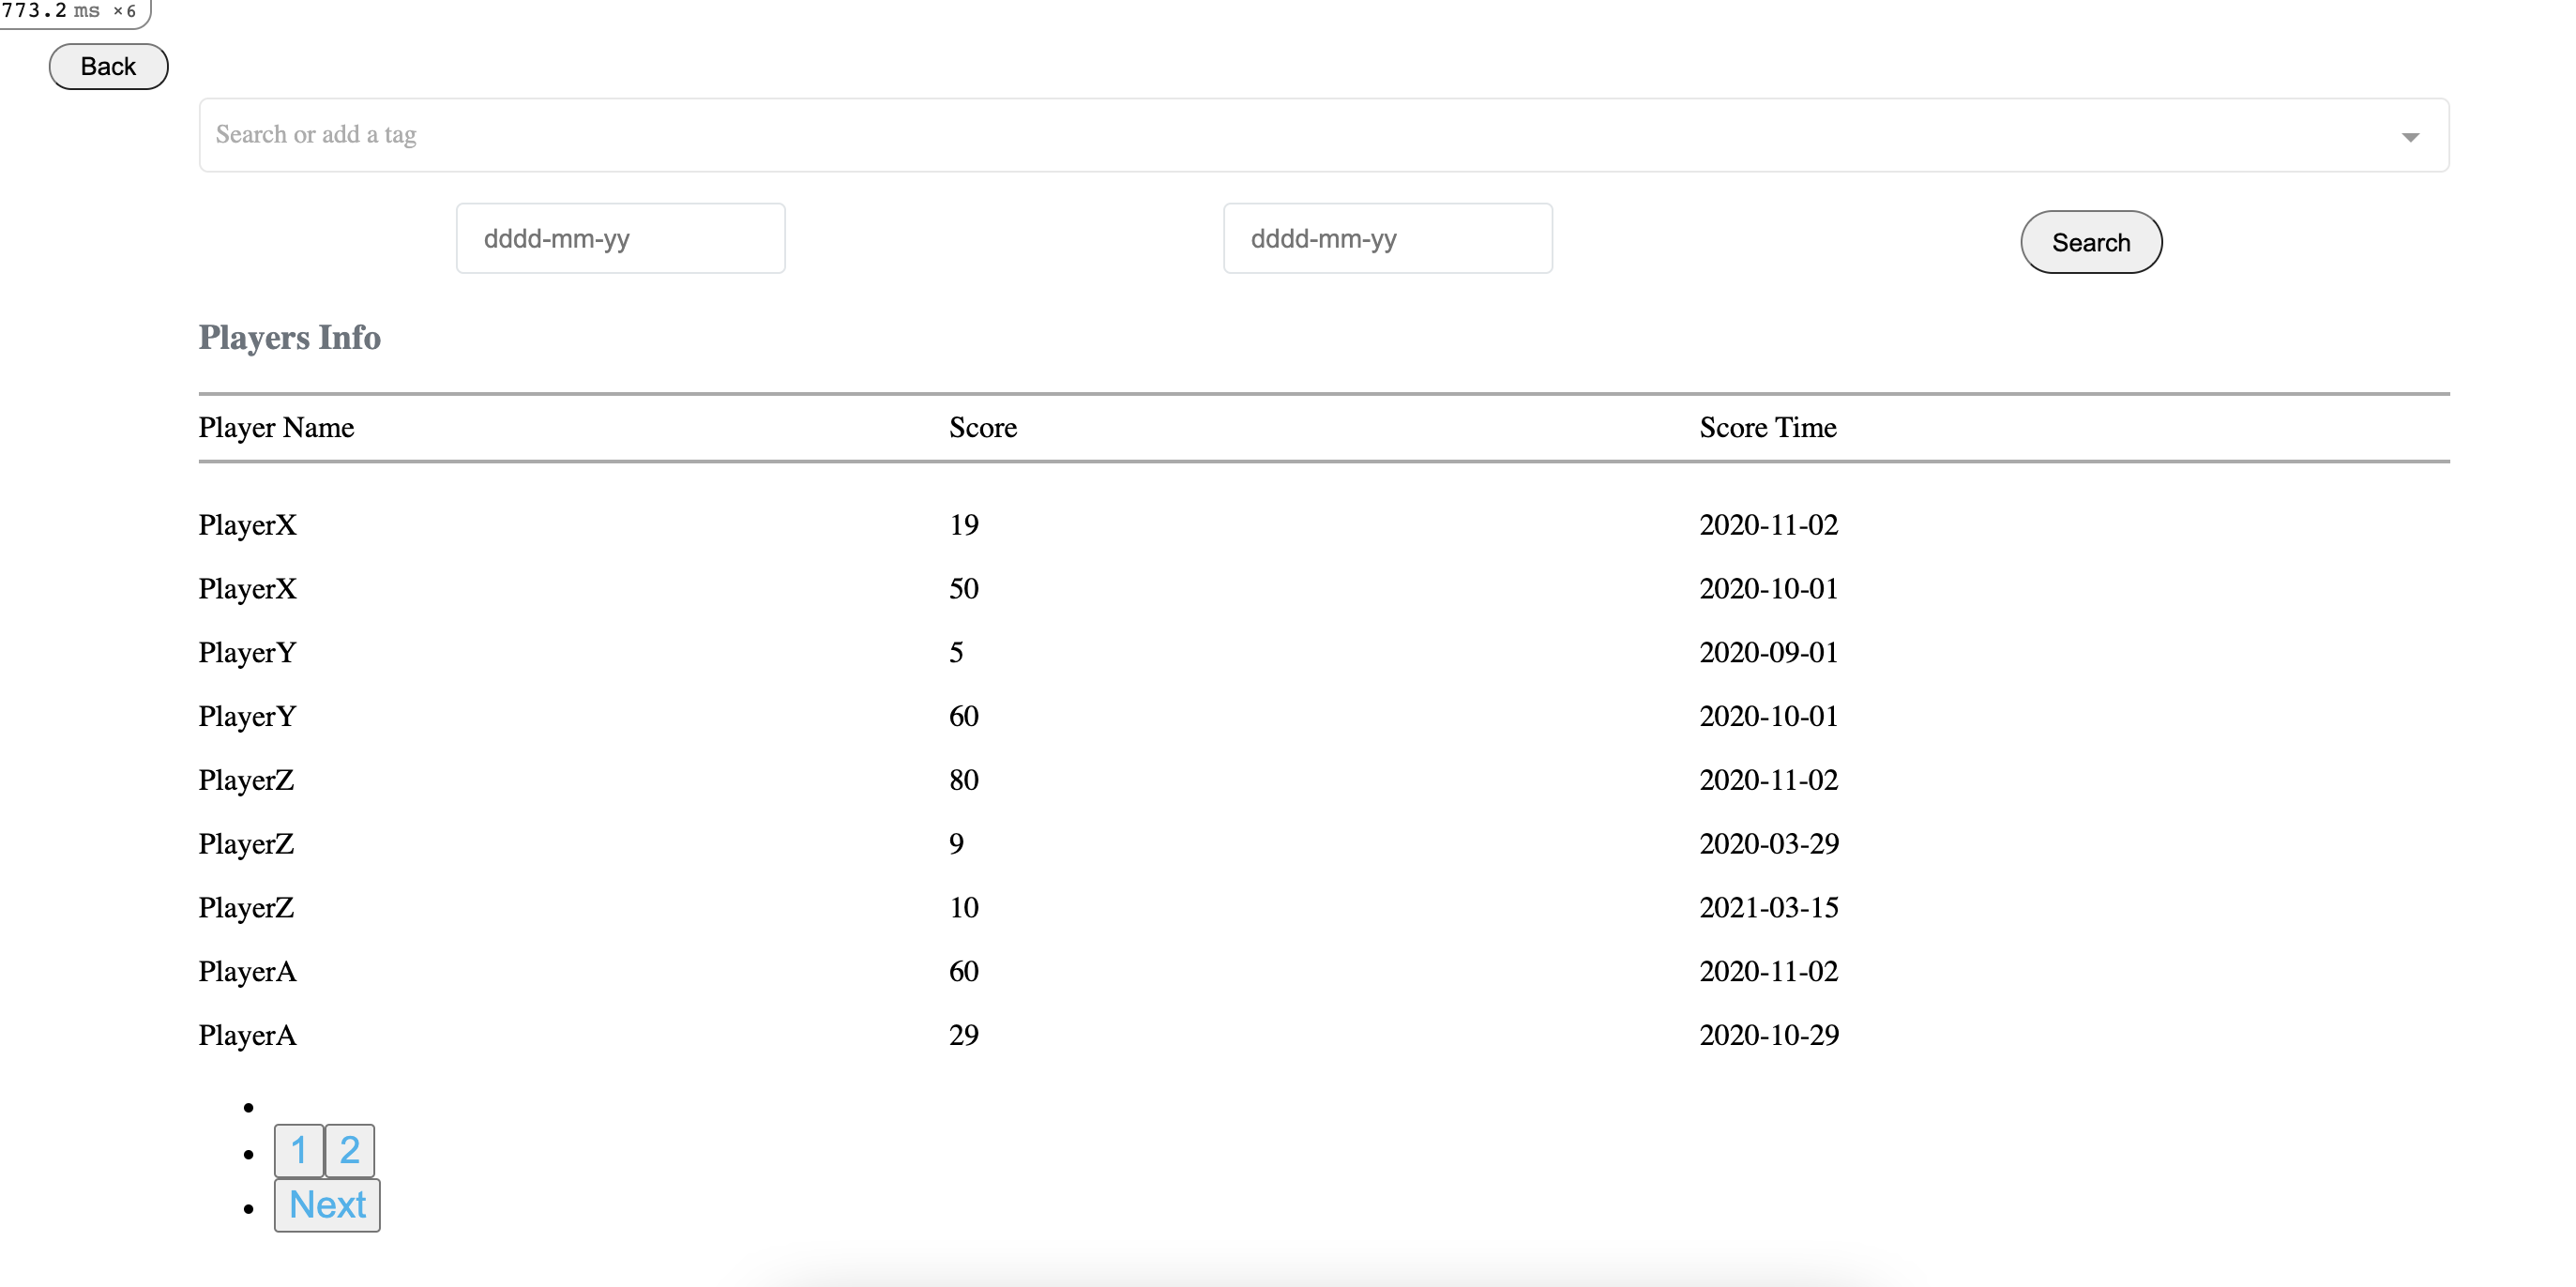 773.2 ms ×6
Back
Search or add a tag
dddd-mm-yy dddd-mm-yy Search
Players Info
Player Name Score Score Time
PlayerX 19 2020-11-02
PlayerX 50 2020-10-01
PlayerY 5 2020-09-01
PlayerY 60 2020-10-01
PlayerZ 80 2020-11-02
PlayerZ 9 2020-03-29
PlayerZ 10 2021-03-15
PlayerA 60 2020-11-02
PlayerA 29 2020-10-29
1 2
Next